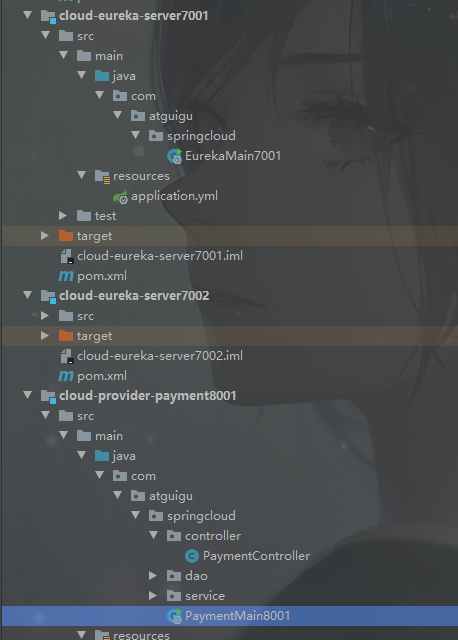 cloud-eureka-server7001
src
main
java
com
atguigu
springcloud
EurekaMain7001
resources
application.yml
test
target
cloud-eureka-server7001.iml
pom.xml
cloud-eureka-server7002
src
target
cloud-eureka-server7002.iml
pom.xml
cloud-provider-payment8001
src
main
java
com
atguigu
springcloud
controller
PaymentController
dao
service
PaymentMain8001
resources